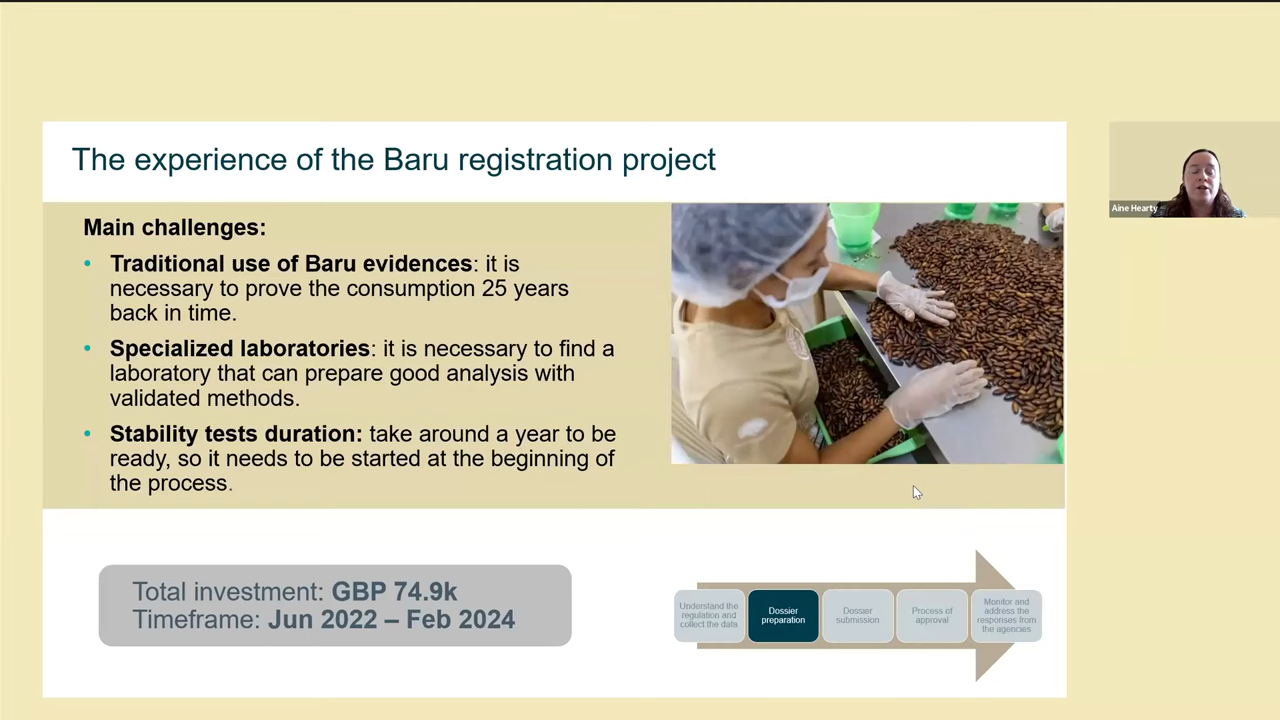 The experience of the Baru registration project
Main challenges:
• Traditional use of Baru evidences: it is
necessary to prove the consumption 25 years
back in time.
• Specialized laboratories: it is necessary to find a
laboratory that can prepare good analysis with
validated methods.
• Stability tests duration: take around a year to be
ready, so it needs to be started at the beginning of
the process.
Total investment: GBP 74.9k
Timeframe: Jun 2022 – Feb 2024
Understand the
regulation and
collect the data
Dossier
preparation
Dossier
submission
Process of
approval
Monitor and
address the
responses from
the agencies
Aine Hearty